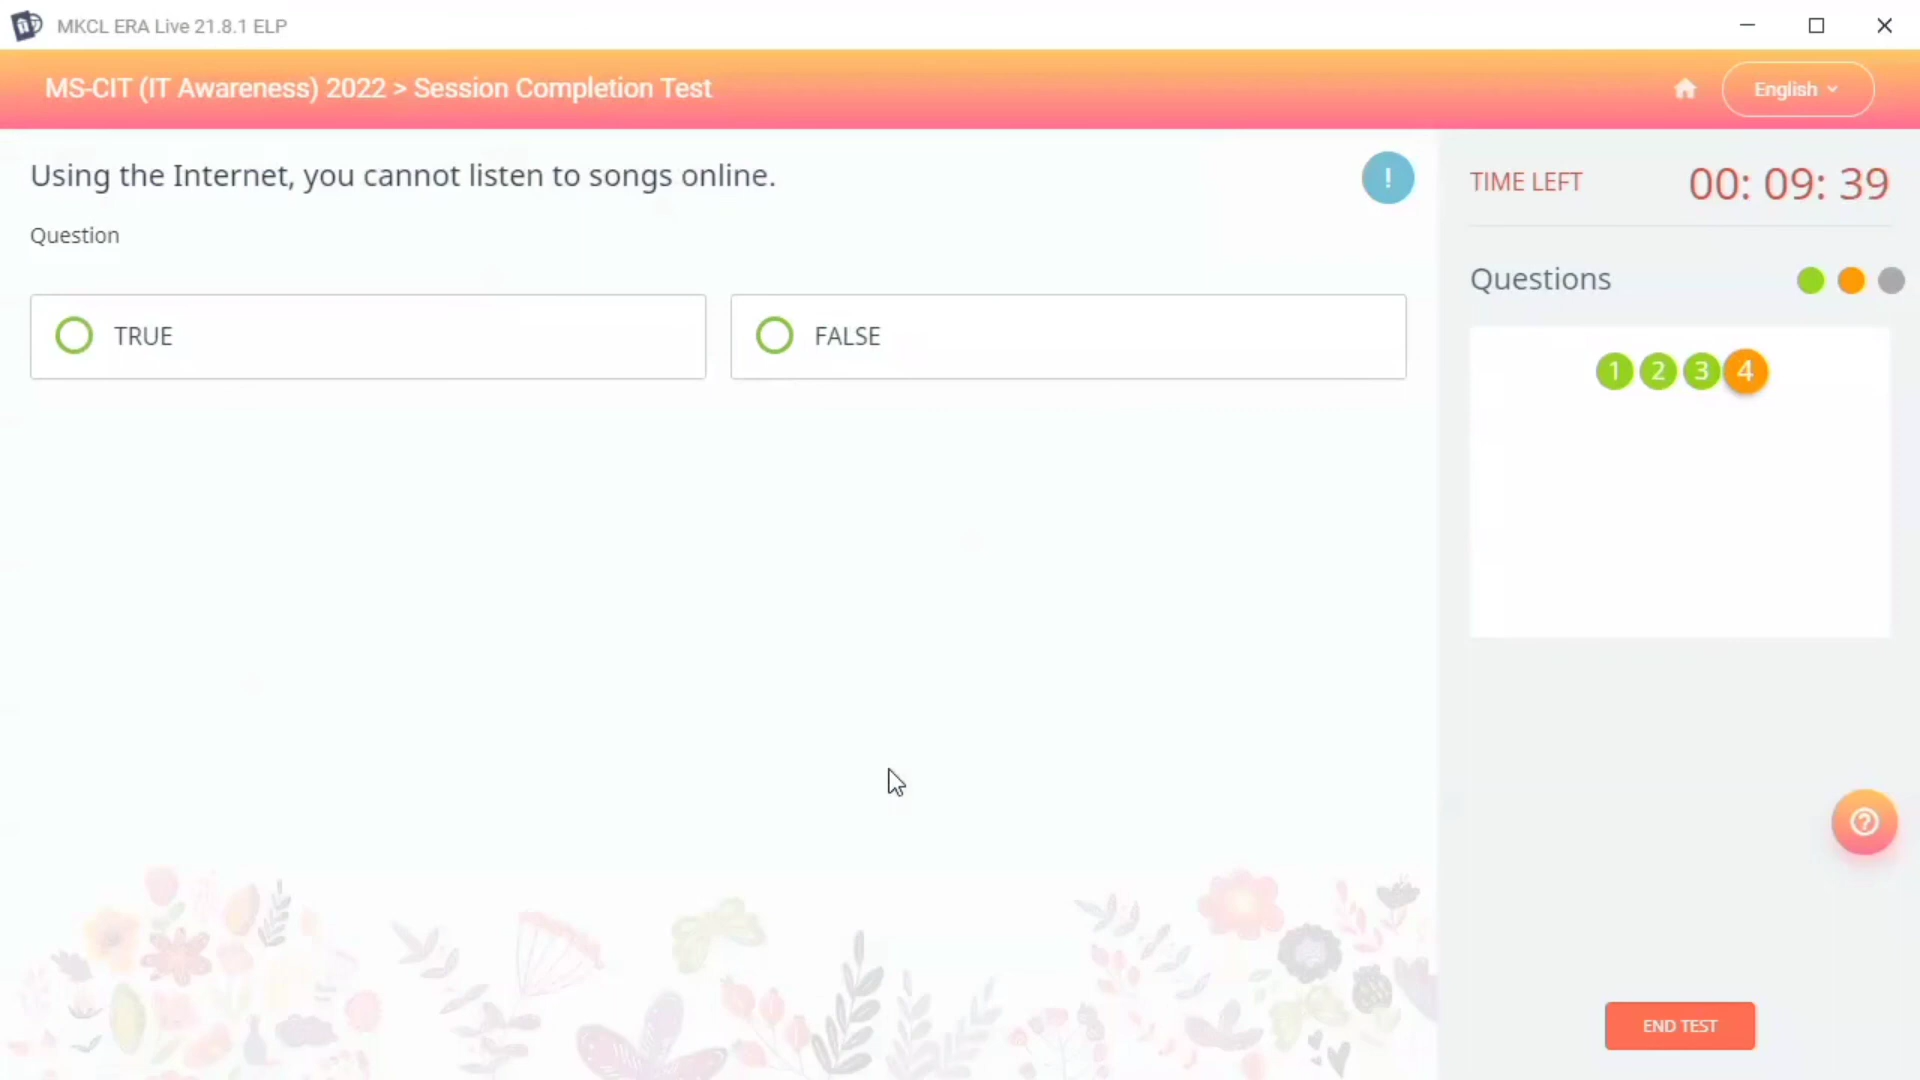 MKCL ERA Live 21.8.1 ELP
MS-CIT (IT Awareness) 2022 > Session Completion Test
English
Using the Internet, you cannot listen to songs online.
!
TIME LEFT 00: 09: 39
Question
Questions
TRUE
FALSE
1 2 3 4
?
END TEST